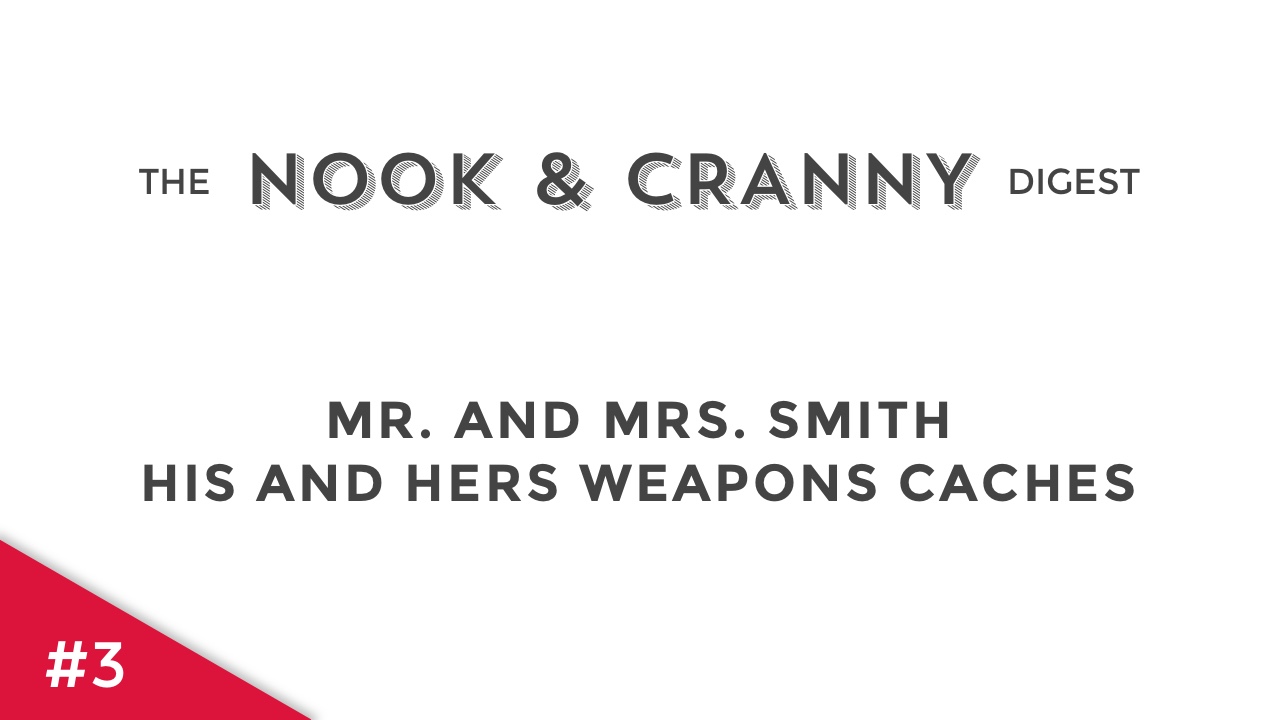 THE NOOK & CRANNY DIGEST
MR. AND MRS. SMITH
HIS AND HERS WEAPONS CACHES
#3